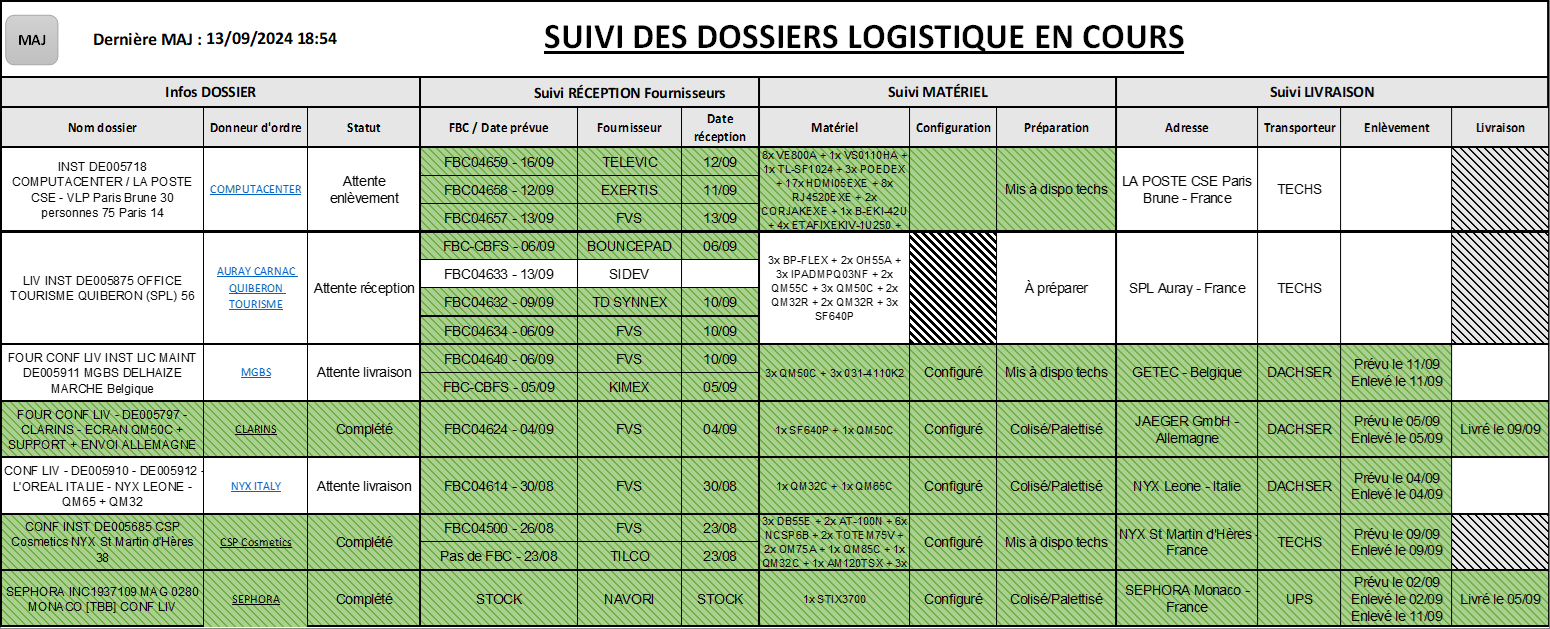 MAJ
Dernière MAJ : 13/09/2024 18:54
SUIVI DES DOSSIERS LOGISTIQUE EN COURS
Infos DOSSIER
Suivi RÉCEPTION Fournisseurs
Suivi MATÉRIEL
Suivi LIVRAISON
Nom dossier
Donneur d'ordre
Statut
FBC / Date prévue
Fournisseur
Date
réception
Matériel
Configuration
Préparation
Adresse
Transporteur
Enlèvement
Livraison
INST DE005718
COMPUTACENTER / LA POSTE
CSE - VLP Paris Brune 30
personnes 75 Paris 14
COMPUTACENTER
Attente
enlèvement
FBC04659 - 16/09
TELEVIC
12/09
FBC04658 - 12/09
EXERTIS
11/09
FBC04657 - 13/09
FVS
13/09
8x VE800A + 1x VS0110HA +
1x TL-SF1024 + 3x POEDEX
+ 17x HDMI05EXE + 8x
RJ4520EXE + 2x
CORJAKEXE + 1x B-EKI-42U
+ 4x ETAFIXEKIV-1U250 +
Mis à dispo techs
LA POSTE CSE Paris
Brune - France
TECHS
LIV INST DE005875 OFFICE
TOURISME QUIBERON (SPL) 56
AURAY CARNAC
QUIBERON
TOURISME
Attente réception
FBC-CBFS - 06/09
BOUNCEPAD
06/09
FBC04633 - 13/09
SIDEV
FBC04632 - 09/09
TD SYNNEX
10/09
FBC04634 - 06/09
FVS
10/09
3x BP-FLEX + 2x OH55A +
3x IPADMPQ03NF + 2x
QM55C + 3x QM50C + 2x
QM32R + 2x QM32R + 3x
SF640P
À préparer
SPL Auray - France
TECHS
FOUR CONF LIV INST LIC MAINT
DE005911 MGBS DELHAIZE
MARCHE Belgique
MGBS
Attente livraison
FBC04640 - 06/09
FVS
10/09
FBC-CBFS - 05/09
KIMEX
05/09
3x QM50C + 3x 031-4110K2
Configuré
Mis à dispo techs
GETEC - Belgique
DACHSER
Prévu le 11/09
Enlevé le 11/09
FOUR CONF LIV - DE005797 -
CLARINS - ECRAN QM50C +
SUPPORT + ENVOI ALLEMAGNE
CLARINS
Complété
FBC04624 - 04/09
FVS
04/09
1x SF640P + 1x QM50C
Configuré
Colisé/Palettisé
JAEGER GmbH -
Allemagne
DACHSER
Prévu le 05/09
Enlevé le 05/09
Livré le 09/09
CONF LIV - DE005910 - DE005912 -
L'OREAL ITALIE - NYX LEONE -
QM65 + QM32
NYX ITALY
Attente livraison
FBC04614 - 30/08
FVS
30/08
1x QM32C + 1x QM65C
Configuré
Colisé/Palettisé
NYX Leone - Italie
DACHSER
Prévu le 04/09
Enlevé le 04/09
CONF INST DE005685 CSP
Cosmetics NYX St Martin d'Hères
38
CSP Cosmetics
Complété
FBC04500 - 26/08
FVS
23/08
Pas de FBC - 23/08
TILCO
23/08
3x DB55E + 2x AT-100N + 6x
NCSP6B + 2x TOTEM75V +
2x OM75A + 1x QM85C + 1x
QM32C + 1x AM120TSX + 3x
Configuré
Mis à dispo techs
NYX St Martin d'Hères -
France
TECHS
Prévu le 09/09
Enlevé le 09/09
SEPHORA INC1937109 MAG 0280
MONACO [TBB] CONF LIV
SEPHORA
Complété
STOCK
NAVORI
STOCK
1x STIX3700
Configuré
Colisé/Palettisé
SEPHORA Monaco -
France
UPS
Prévu le 02/09
Enlevé le 02/09
Enlevé le 11/09
Livré le 05/09